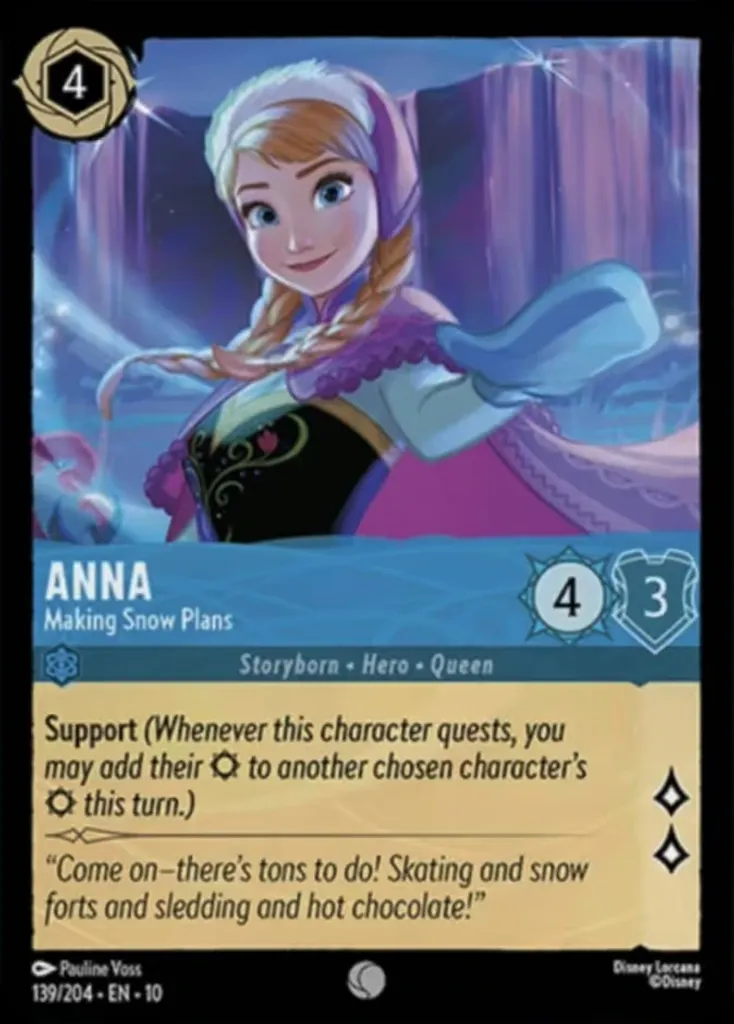 4
ANNA
Making Snow Plans
4
3
Storyborn • Hero • Queen
Support (Whenever this character quests, you
may add their to another chosen character's
this turn.)
“Come on–there's tons to do! Skating and snow
forts and sledding and hot chocolate!”
Pauline Voss
139/204 • EN • 10
Disney Lorcana
©Disney